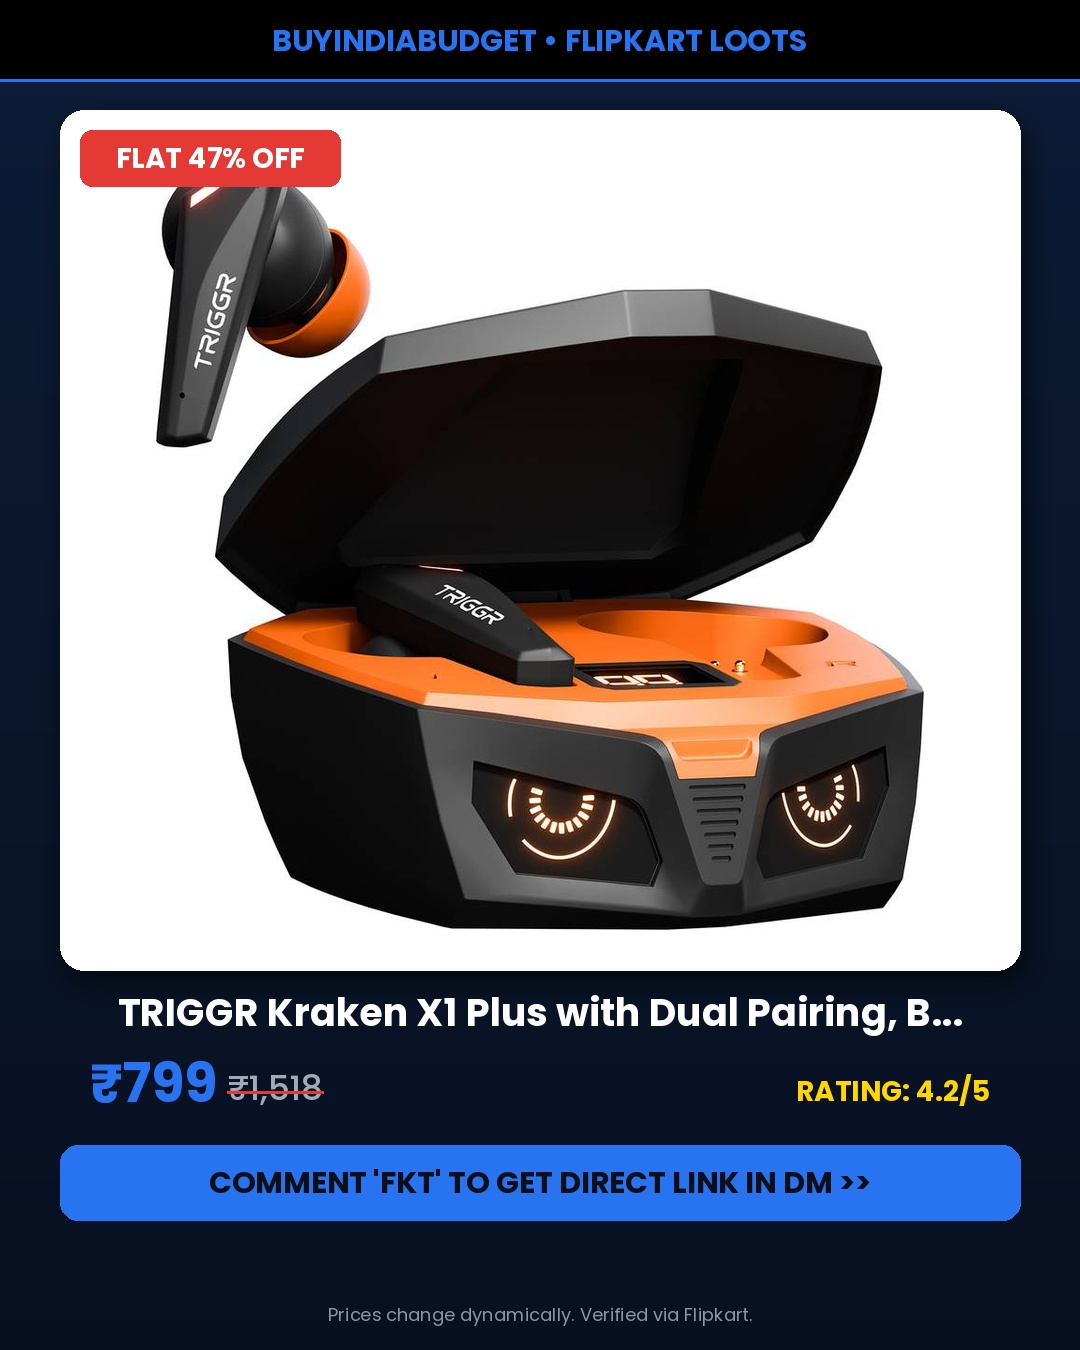 BUYINDIABUDGET • FLIPKART LOOTS
FLAT 47% OFF
TRIGGR
TRIGGR
TRIGGR Kraken X1 Plus with Dual Pairing, B...
₹799 ₹1,518
RATING: 4.2/5
COMMENT 'FKT' TO GET DIRECT LINK IN DM >>
Prices change dynamically. Verified via Flipkart.